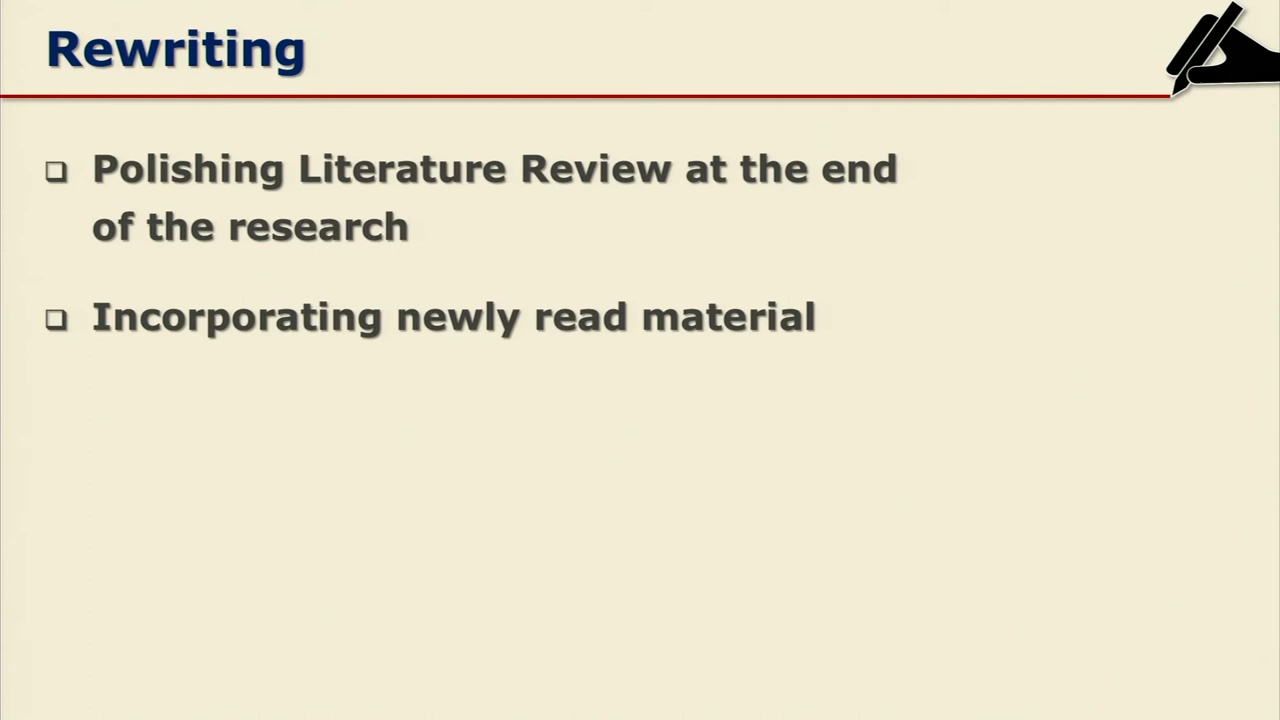 Rewriting
Polishing Literature Review at the end
of the research
Incorporating newly read material